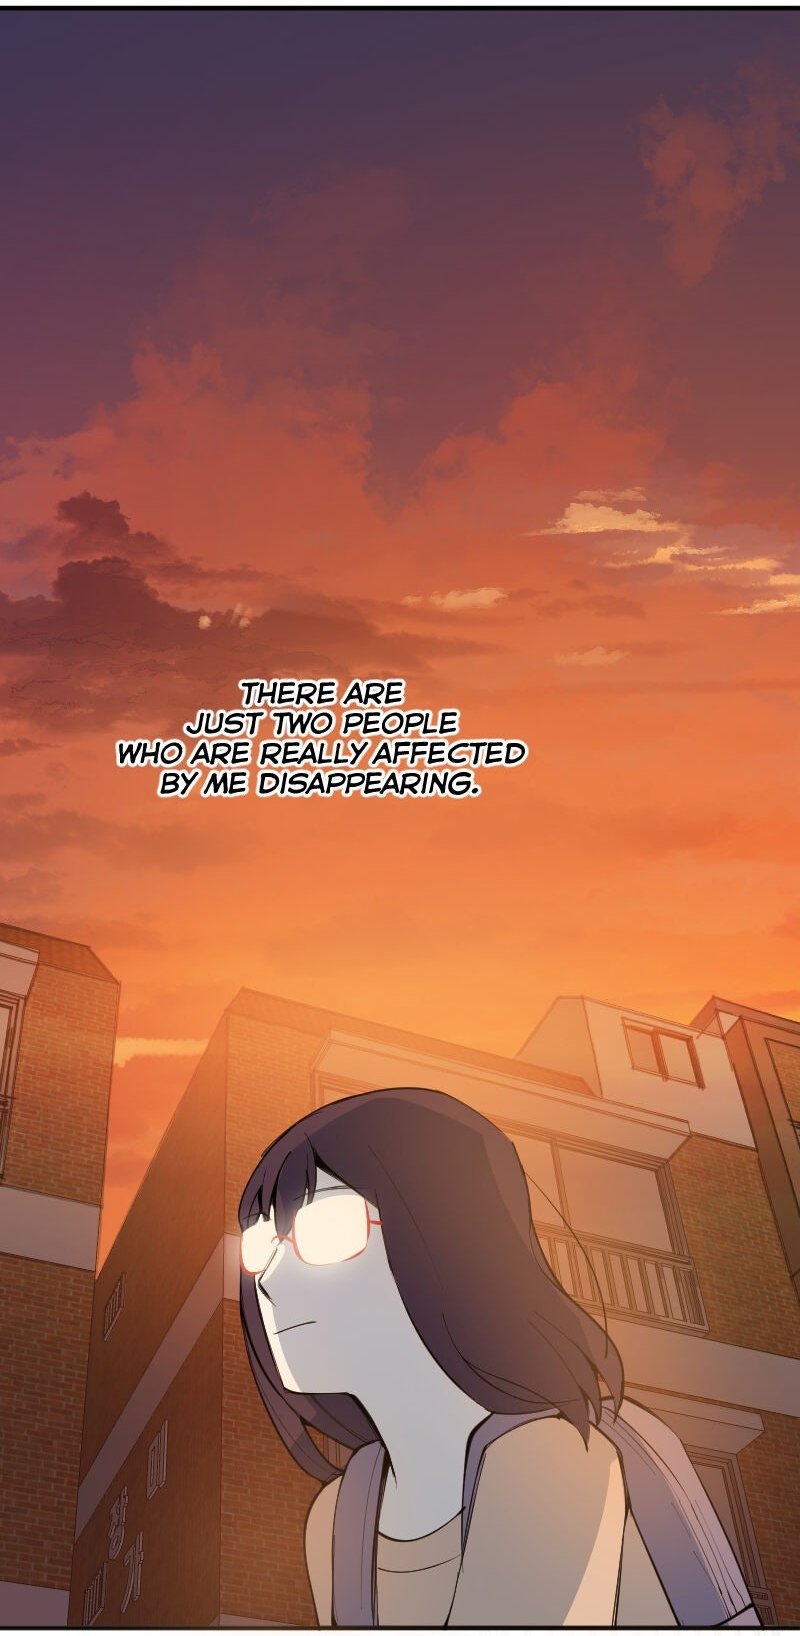 THERE ARE
JUST TWO PEOPLE
WHO ARE REALLY AFFECTED
BY ME DISAPPEARING.